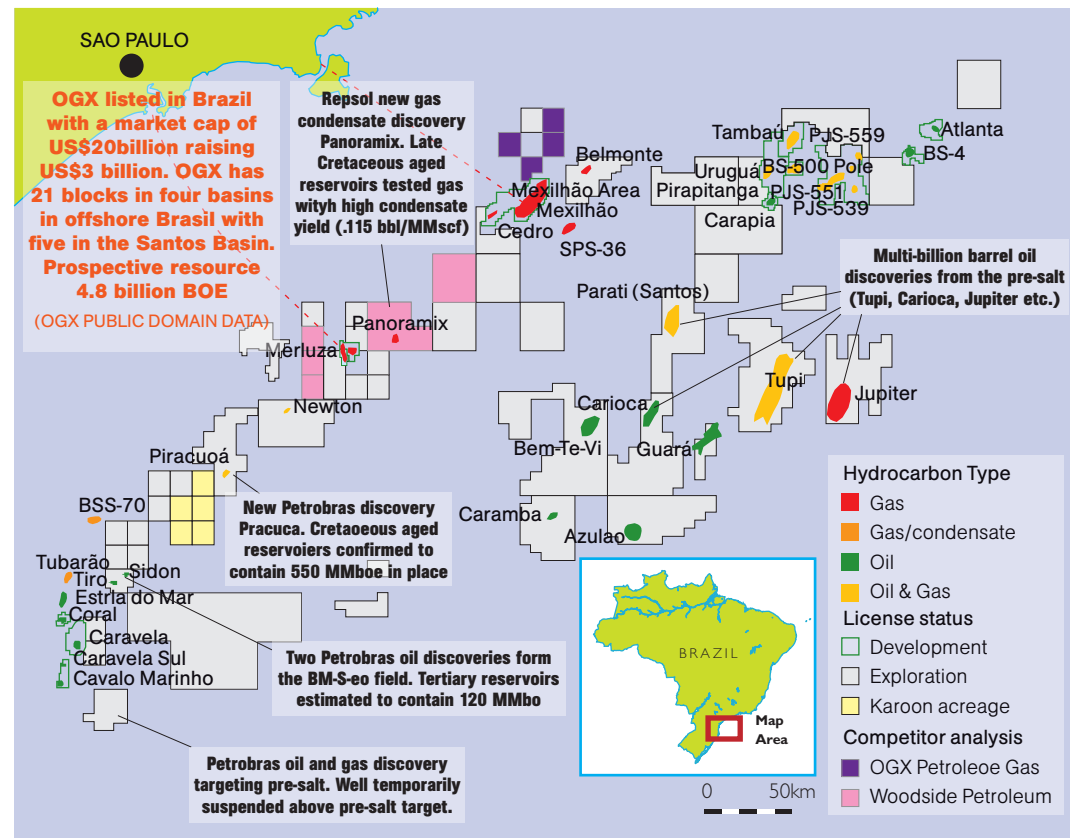 SAO PAULO
OGX listed in Brazil
with a market cap of
US$20billion raising
US$3 billion. OGX has
21 blocks in four basins
in offshore Brasil with
five in the Santos Basin.
Prospective resource
4.8 billion BOE
(OGX PUBLIC DOMAIN DATA)
Repsol new gas
condensate discovery
Panoramix. Late
Cretaceous aged
reservoirs tested gas
wityh high condensate
yield (.115 bbl/MMscf)
Belmonte
Mexilhão Area
Mexilhão
Cedro
SPS-36
Tambaú
PJS-559
Atlanta
BS-4
Uruguá
BS-500 Pole
Pirapitanga
PJS-551
PJS-539
Carapia
Multi-billion barrel oil
discoveries from the pre-salt
(Tupi, Carioca, Jupiter etc.)
Parati (Santos)
Panoramix
Merluza
Tupi
Jupiter
Newton
Carioca
Bem-Te-Vi
Guará
Piracuoá
BSS-70
New Petrobras discovery
Pracuca. Cretaoeous aged
reservoiers confirmed to
contain 550 MMboe in place
Caramba
Azulao
Tubarão
Tiro
Sidon
Estrla do Mar
Coral
Caravela
Caravela Sul
Cavalo Marinho
Two Petrobras oil discoveries form
the BM-S-eo field. Tertiary reservoirs
estimated to contain 120 MMbo
Petrobras oil and gas discovery
targeting pre-salt. Well temporarily
suspended above pre-salt target.
BRAZIL
Map
Area
0 50km
Hydrocarbon Type
Gas
Gas/condensate
Oil
Oil & Gas
License status
Development
Exploration
Karoon acreage
Competitor analysis
OGX Petroleoe Gas
Woodside Petroleum